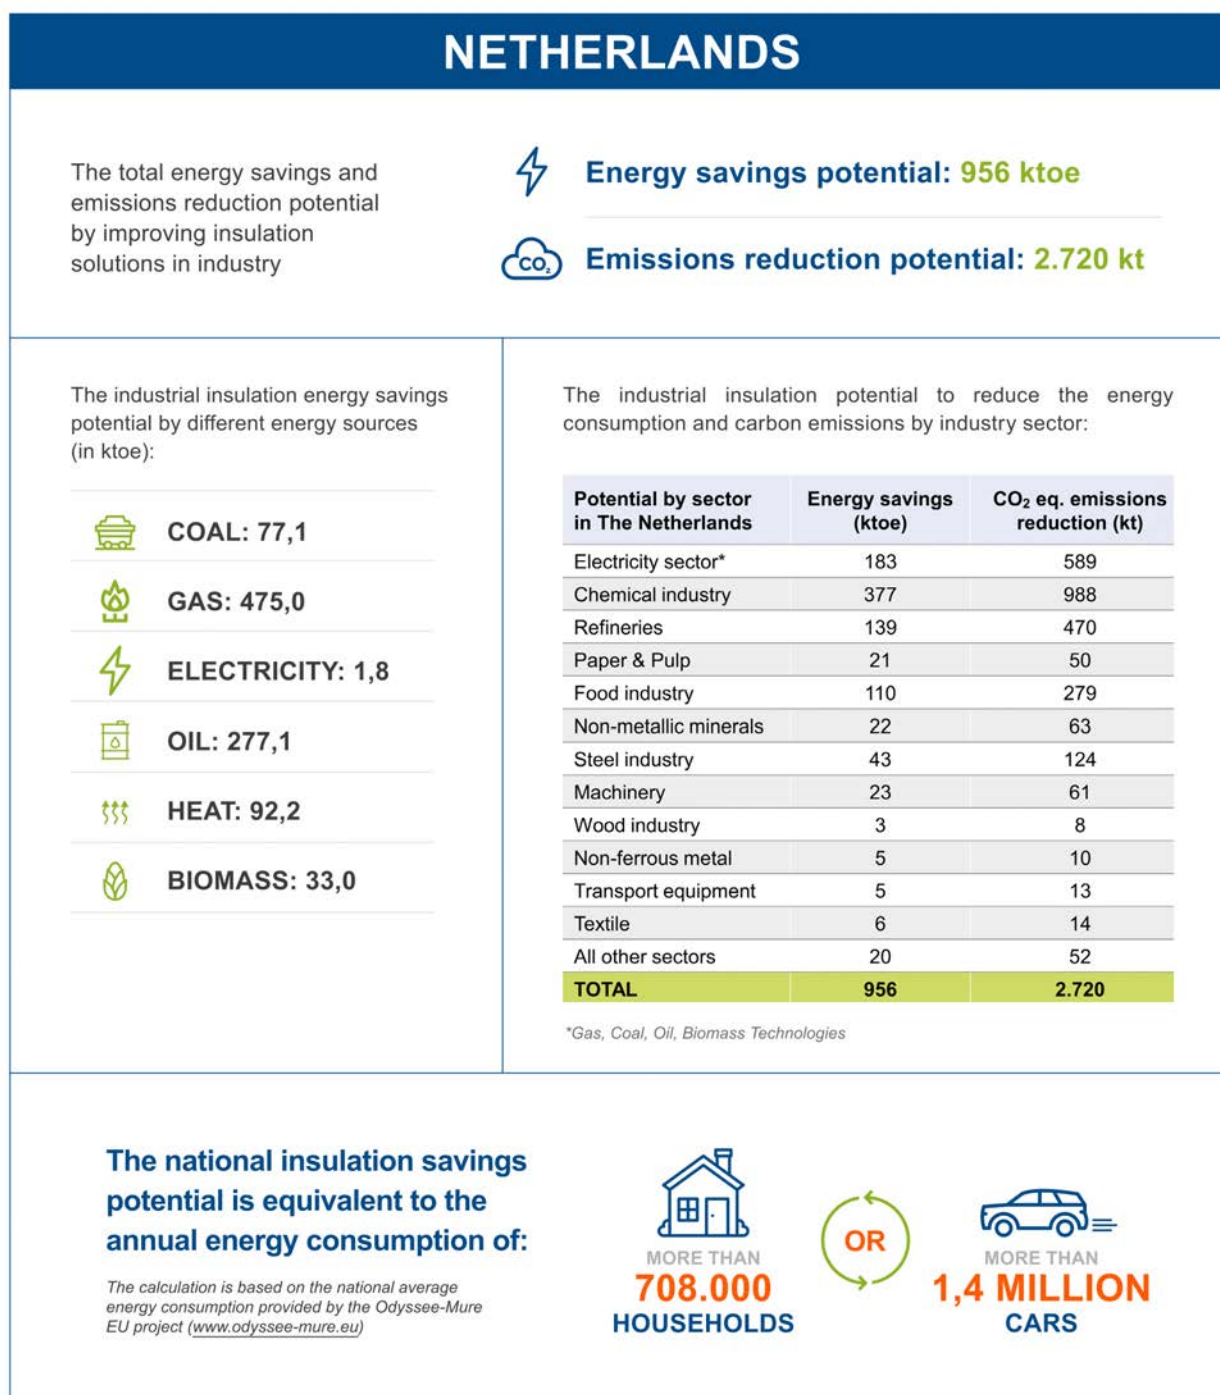 NETHERLANDS
The total energy savings and
emissions reduction potential
by improving insulation
solutions in industry
Energy savings potential: 956 ktoe
CO₂
Emissions reduction potential: 2.720 kt
The industrial insulation energy savings
potential by different energy sources
(in ktoe):
COAL: 77,1
GAS: 475,0
ELECTRICITY: 1,8
OIL: 277,1
HEAT: 92,2
BIOMASS: 33,0
The industrial insulation potential to reduce the energy
consumption and carbon emissions by industry sector:
Potential by sector in The Netherlands Energy savings (ktoe) CO₂ eq. emissions reduction (kt)
Electricity sector* 183 589
Chemical industry 377 988
Refineries 139 470
Paper & Pulp 21 50
Food industry 110 279
Non-metallic minerals 22 63
Steel industry 43 124
Machinery 23 61
Wood industry 3 8
Non-ferrous metal 5 10
Transport equipment 5 13
Textile 6 14
All other sectors 20 52
TOTAL 956 2.720
*Gas, Coal, Oil, Biomass Technologies
The national insulation savings
potential is equivalent to the
annual energy consumption of:
The calculation is based on the national average
energy consumption provided by the Odyssee-Mure
EU project (www.odyssee-mure.eu)
MORE THAN
708.000
HOUSEHOLDS
OR
MORE THAN
1,4 MILLION
CARS